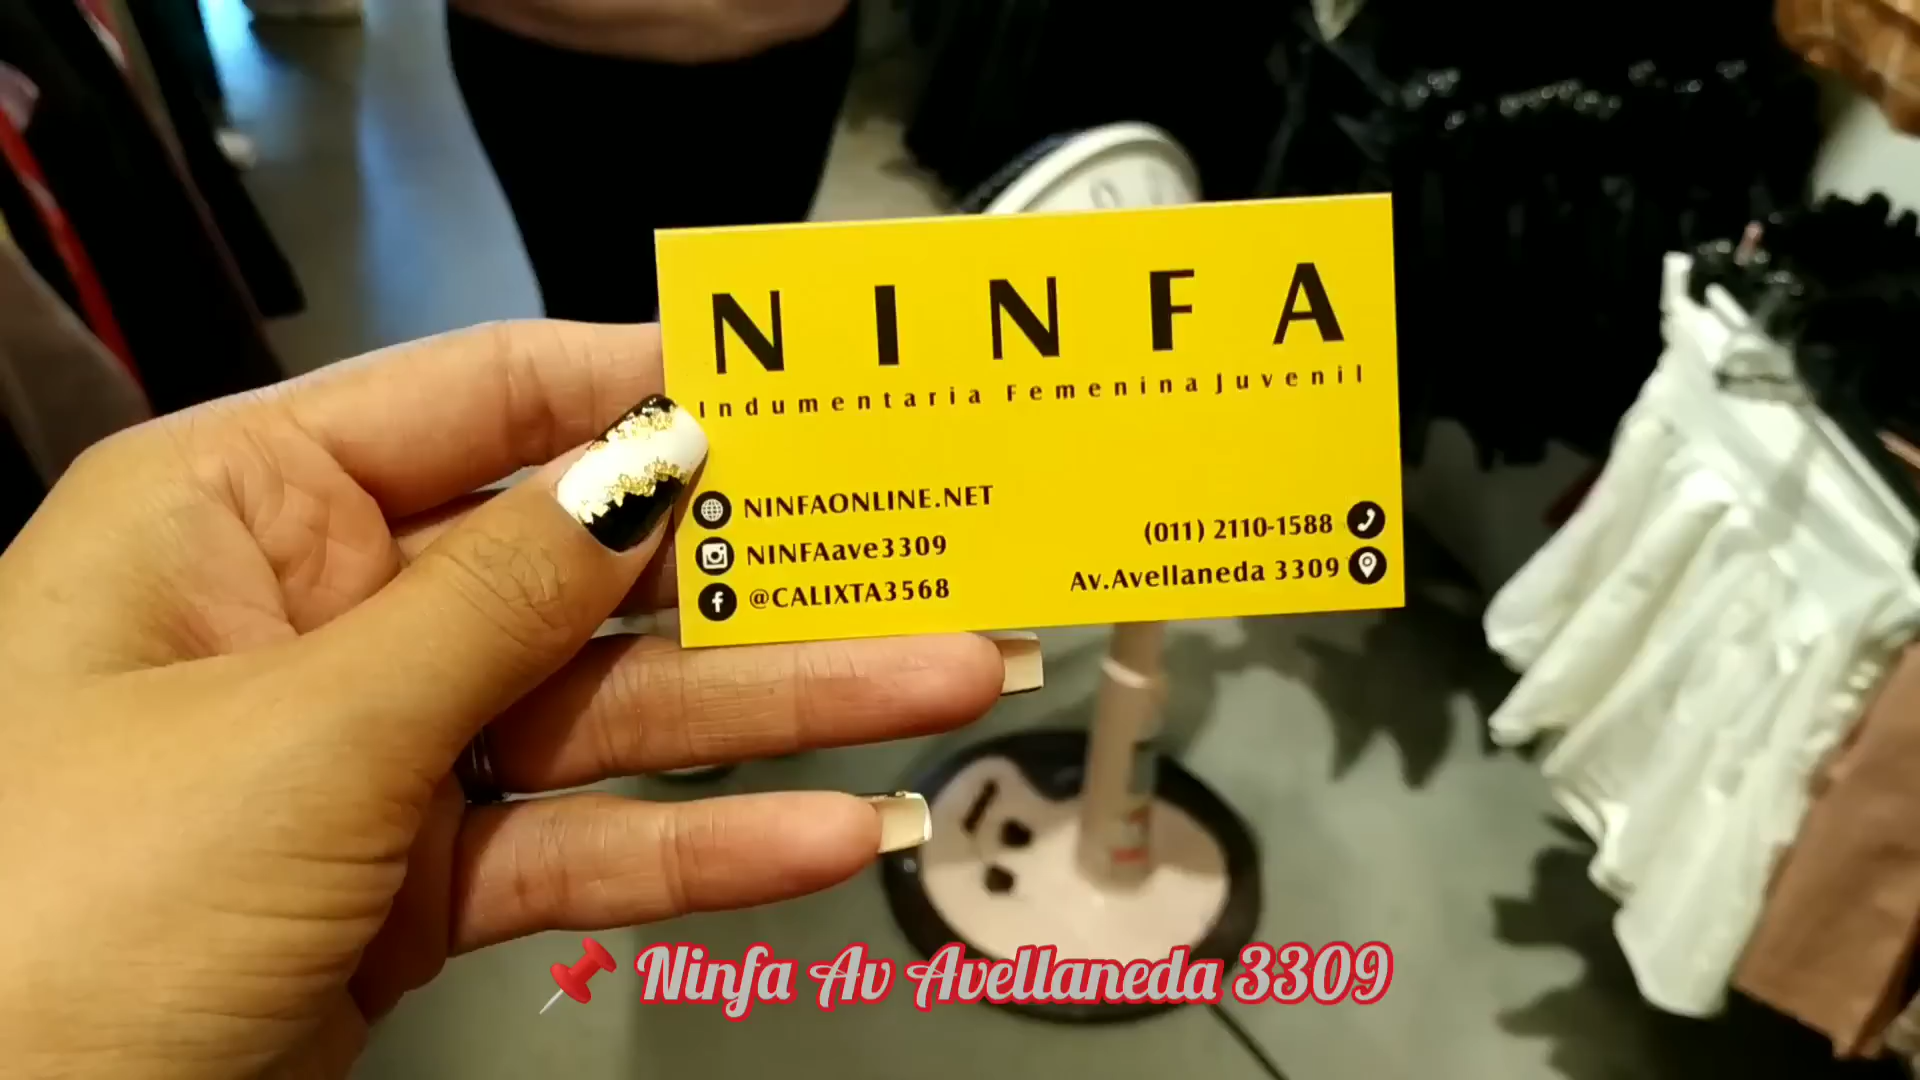 NINFA
Indumentaria Femenina Juvenil
NINFAONLINE.NET
NINFAave3309
@CALIXTA3568
(011) 2110-1588
Av.Avellaneda 3309
Ninfa Av Avellaneda 3309